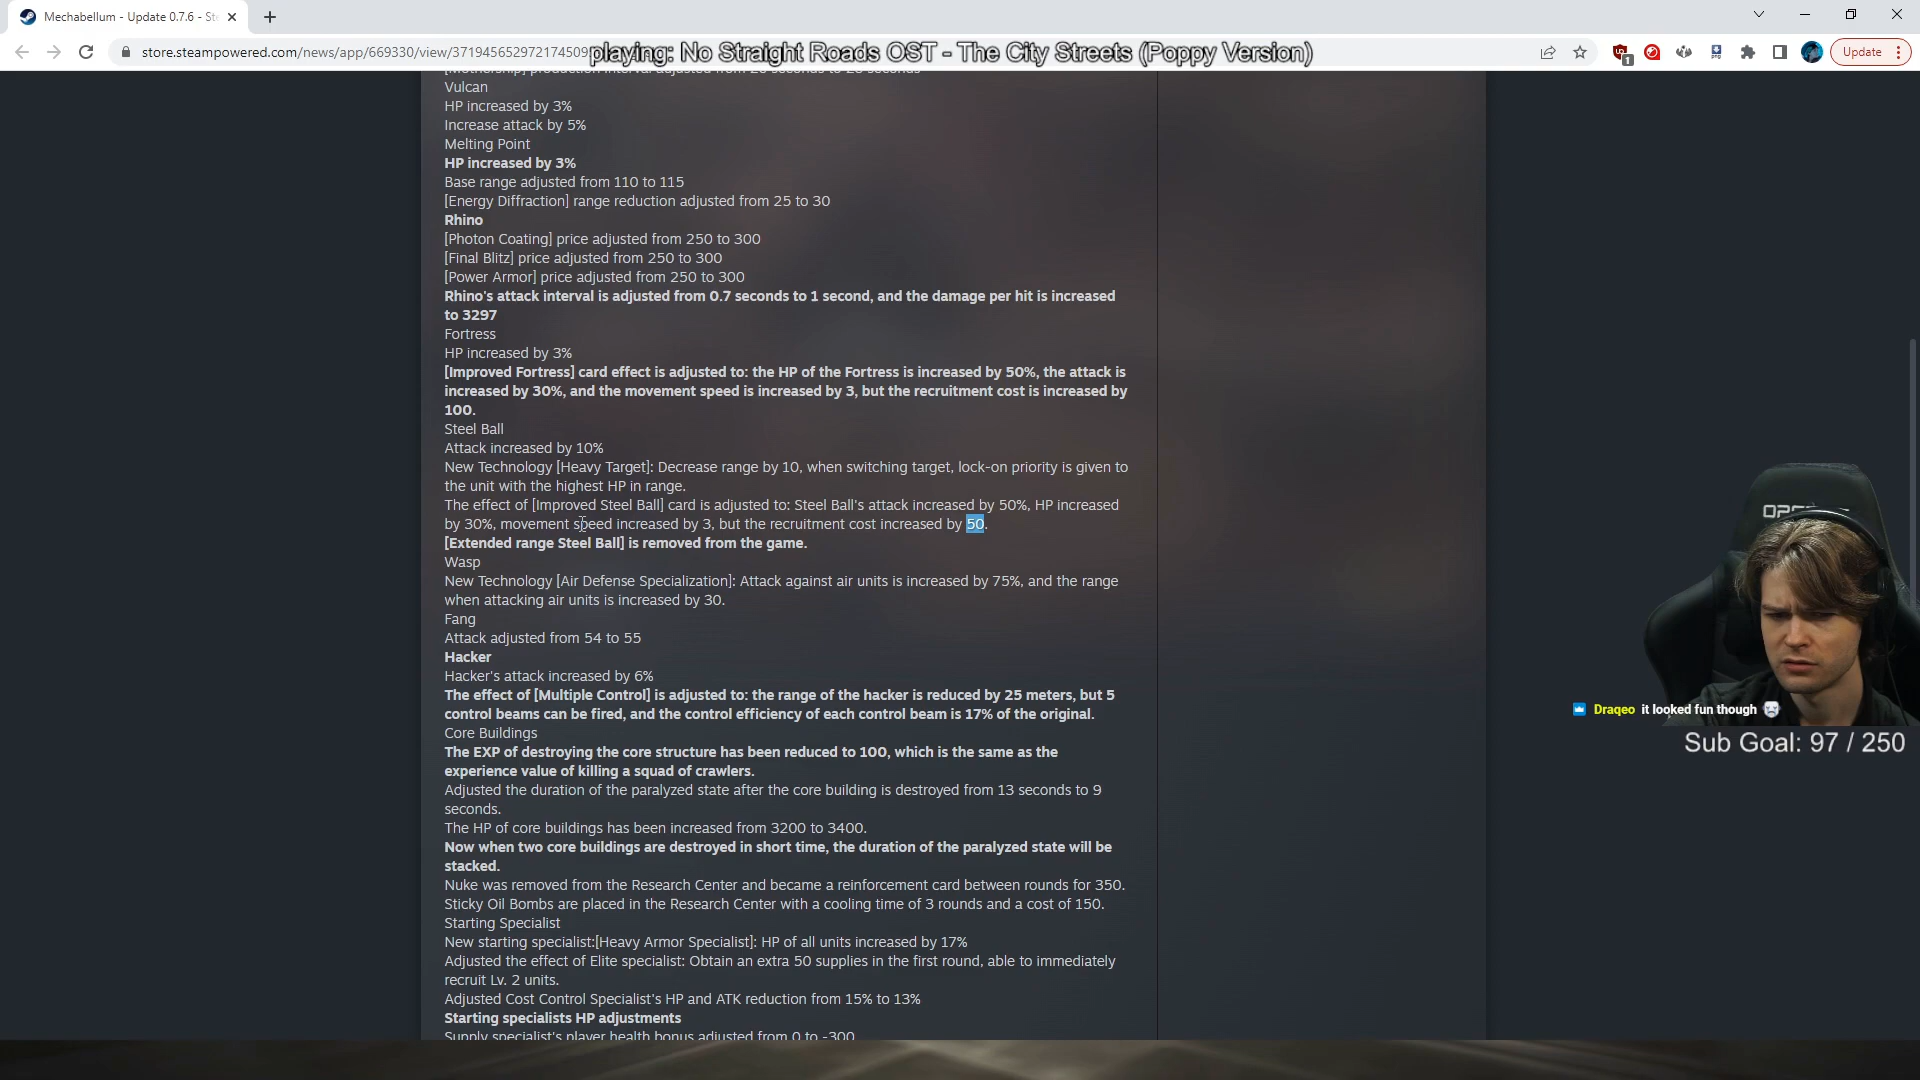 Mechabellum - Update 0.7.6 - Ste
store.steampowered.com/news/app/669330/view/371945652972174509
playing: No Straight Roads OST - The City Streets (Poppy Version)
Update
1
[Mothership] production interval adjusted from
Vulcan
HP increased by 3%
Increase attack by 5%
Melting Point
HP increased by 3%
Base range adjusted from 110 to 115
[Energy Diffraction] range reduction adjusted from 25 to 30
Rhino
[Photon Coating] price adjusted from 250 to 300
[Final Blitz] price adjusted from 250 to 300
[Power Armor] price adjusted from 250 to 300
Rhino's attack interval is adjusted from 0.7 seconds to 1 second, and the damage per hit is increased
to 3297
Fortress
HP increased by 3%
[Improved Fortress] card effect is adjusted to: the HP of the Fortress is increased by 50%, the attack is
increased by 30%, and the movement speed is increased by 3, but the recruitment cost is increased by
100.
Steel Ball
Attack increased by 10%
New Technology [Heavy Target]: Decrease range by 10, when switching target, lock-on priority is given to
the unit with the highest HP in range.
The effect of [Improved Steel Ball] card is adjusted to: Steel Ball's attack increased by 50%, HP increased
by 30%, movement speed increased by 3, but the recruitment cost increased by 50.
[Extended range Steel Ball] is removed from the game.
Wasp
New Technology [Air Defense Specialization]: Attack against air units is increased by 75%, and the range
when attacking air units is increased by 30.
Fang
Attack adjusted from 54 to 55
Hacker
Hacker's attack increased by 6%
The effect of [Multiple Control] is adjusted to: the range of the hacker is reduced by 25 meters, but 5
control beams can be fired, and the control efficiency of each control beam is 17% of the original.
Core Buildings
The EXP of destroying the core structure has been reduced to 100, which is the same as the
experience value of killing a squad of crawlers.
Adjusted the duration of the paralyzed state after the core building is destroyed from 13 seconds to 9
seconds.
The HP of core buildings has been increased from 3200 to 3400.
Now when two core buildings are destroyed in short time, the duration of the paralyzed state will be
stacked.
Nuke was removed from the Research Center and became a reinforcement card between rounds for 350.
Sticky Oil Bombs are placed in the Research Center with a cooling time of 3 rounds and a cost of 150.
Starting Specialist
New starting specialist:[Heavy Armor Specialist]: HP of all units increased by 17%
Adjusted the effect of Elite specialist: Obtain an extra 50 supplies in the first round, able to immediately
recruit Lv. 2 units.
Adjusted Cost Control Specialist's HP and ATK reduction from 15% to 13%
Starting specialists HP adjustments
Supply specialist's player health bonus adjusted from 0 to -300
Draqeo it looked fun though
Sub Goal: 97 / 250